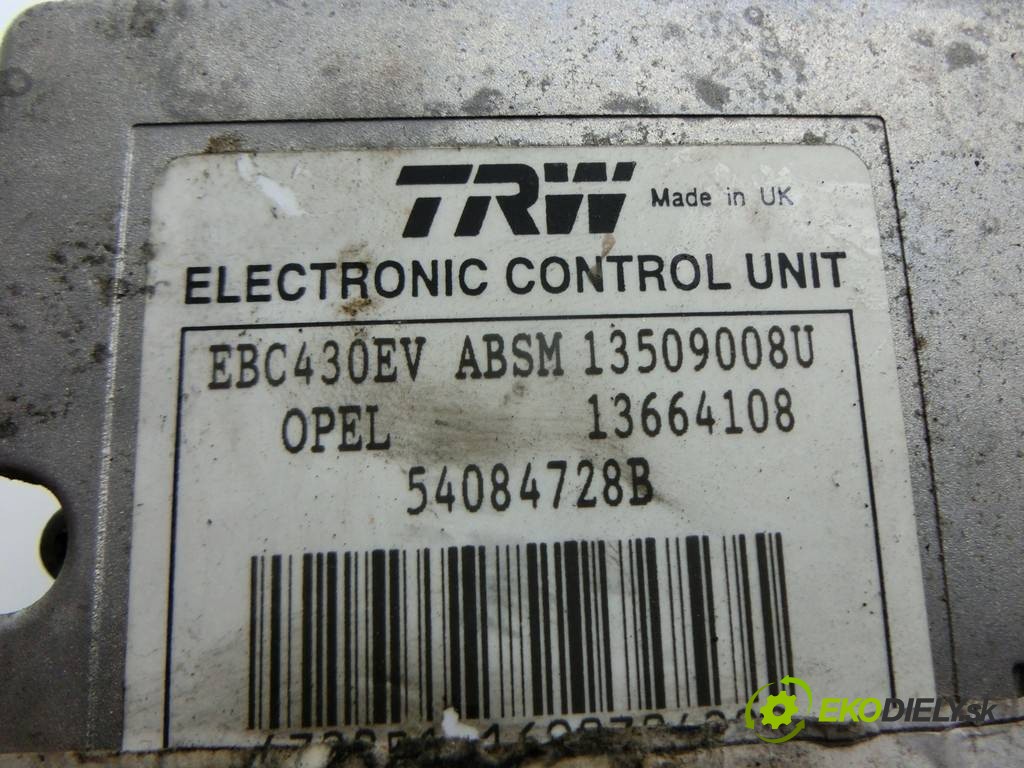 TRW Made in UK
ELECTRONIC CONTROL UNIT
EBC430EV ABSM 13509008U
OPEL 13664108
54084728B
EKODIELY.sk